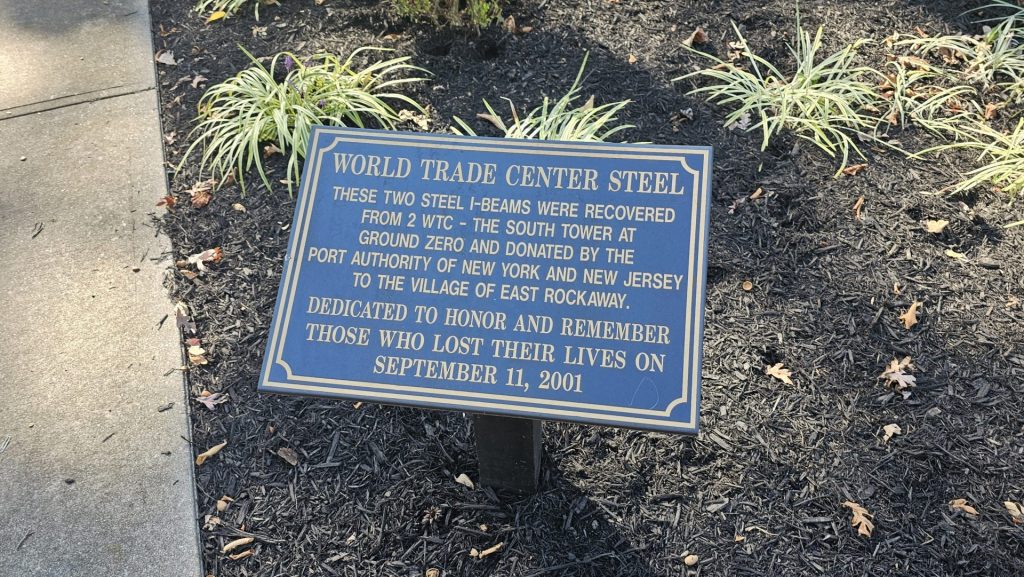 WORLD TRADE CENTER STEEL
THESE TWO STEEL I-BEAMS WERE RECOVERED
FROM 2 WTC - THE SOUTH TOWER AT
GROUND ZERO AND DONATED BY THE
PORT AUTHORITY OF NEW YORK AND NEW JERSEY
TO THE VILLAGE OF EAST ROCKAWAY.
DEDICATED TO HONOR AND REMEMBER
THOSE WHO LOST THEIR LIVES ON
SEPTEMBER 11, 2001